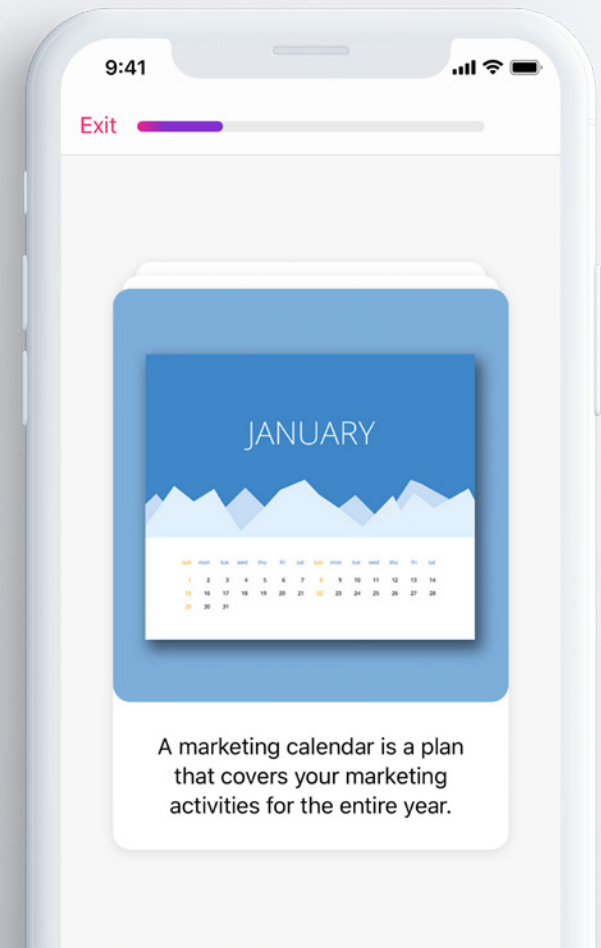 9:41
Exit
JANUARY
sun mon tue wed thu fri sat sun mon tue wed thu fri sat
1 2 3 4 5 6 7 8 9 10 11 12 13 14
15 16 17 18 19 20 21 22 23 24 25 26 27 28
29 30 31
A marketing calendar is a plan
that covers your marketing
activities for the entire year.